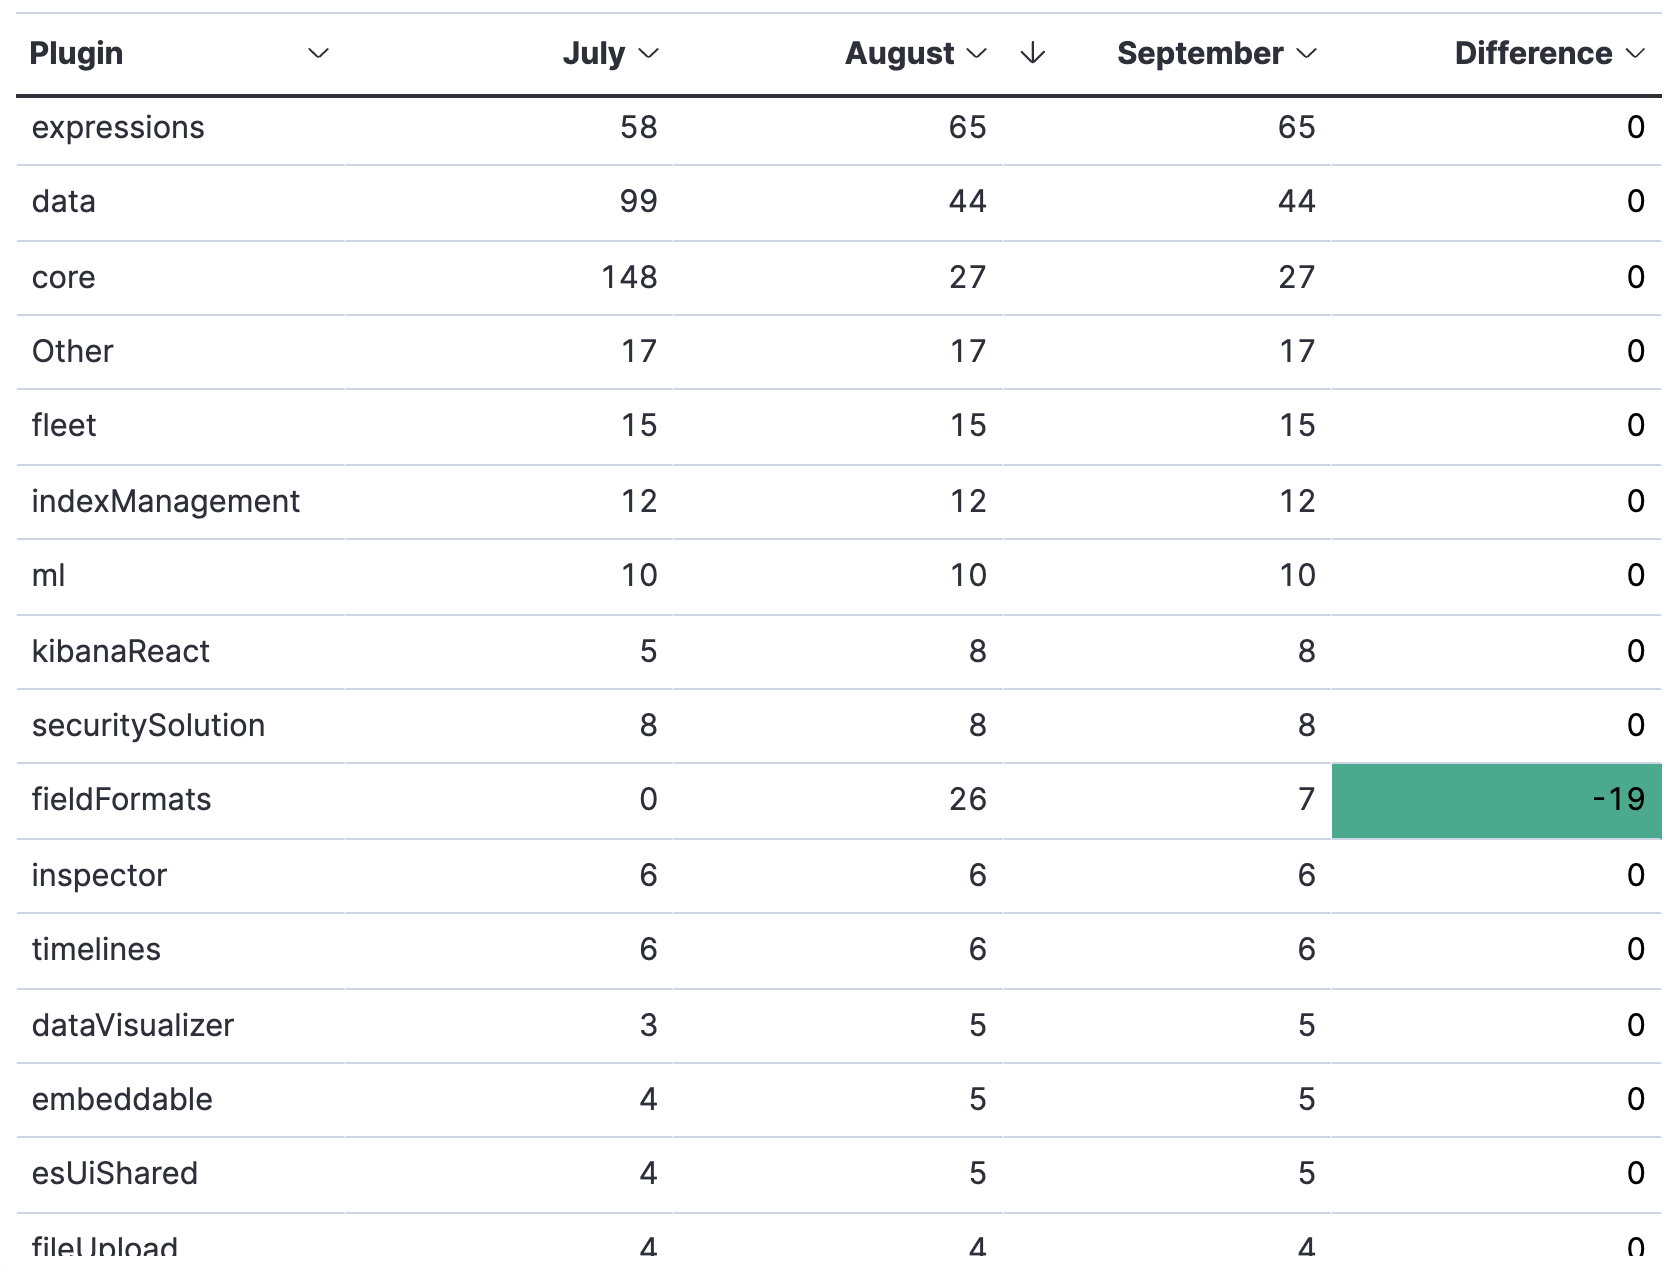 Plugin July August September Difference
expressions 58 65 65 0
data 99 44 44 0
core 148 27 27 0
Other 17 17 17 0
fleet 15 15 15 0
indexManagement 12 12 12 0
ml 10 10 10 0
kibanaReact 5 8 8 0
securitySolution 8 8 8 0
fieldFormats 0 26 7 -19
inspector 6 6 6 0
timelines 6 6 6 0
dataVisualizer 3 5 5 0
embeddable 4 5 5 0
esUiShared 4 5 5 0
fileUpload 4 4 4 0